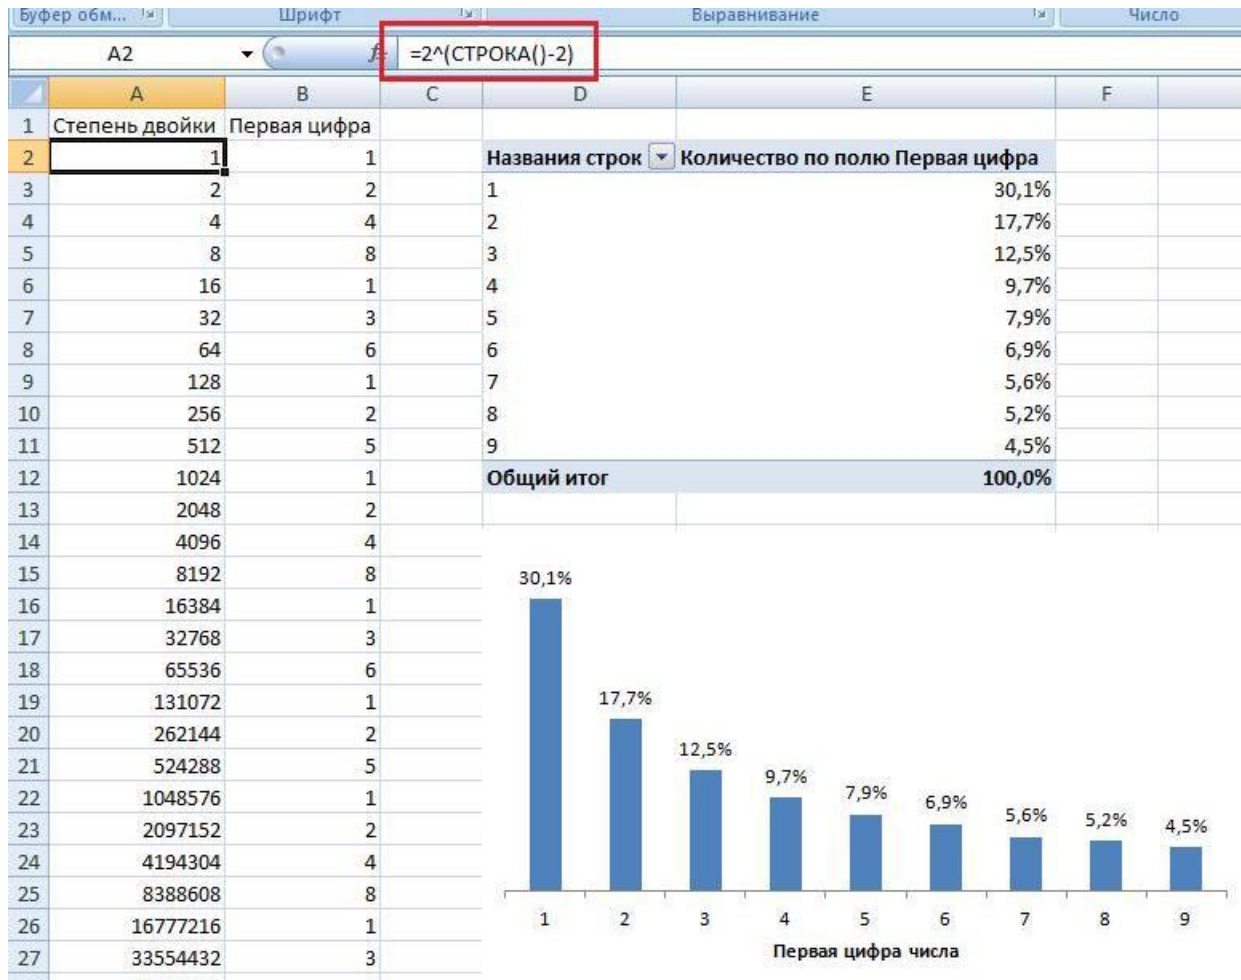 Буфер обм... Шрифт Выравнивание Число
A2 fx =2^(СТРОКА()-2)
A B C D E F
1 Степень двойки Первая цифра
2 1 1 Названия строк Количество по полю Первая цифра
3 2 2 1 30,1%
4 4 4 2 17,7%
5 8 8 3 12,5%
6 16 1 4 9,7%
7 32 3 5 7,9%
8 64 6 6 6,9%
9 128 1 7 5,6%
10 256 2 8 5,2%
11 512 5 9 4,5%
12 1024 1 Общий итог 100,0%
13 2048 2
14 4096 4
15 8192 8
16 16384 1
17 32768 3
18 65536 6
19 131072 1
20 262144 2
21 524288 5
22 1048576 1
23 2097152 2
24 4194304 4
25 8388608 8
26 16777216 1
27 33554432 3
30,1% 17,7% 12,5% 9,7% 7,9% 6,9% 5,6% 5,2% 4,5%
1 2 3 4 5 6 7 8 9
Первая цифра числа